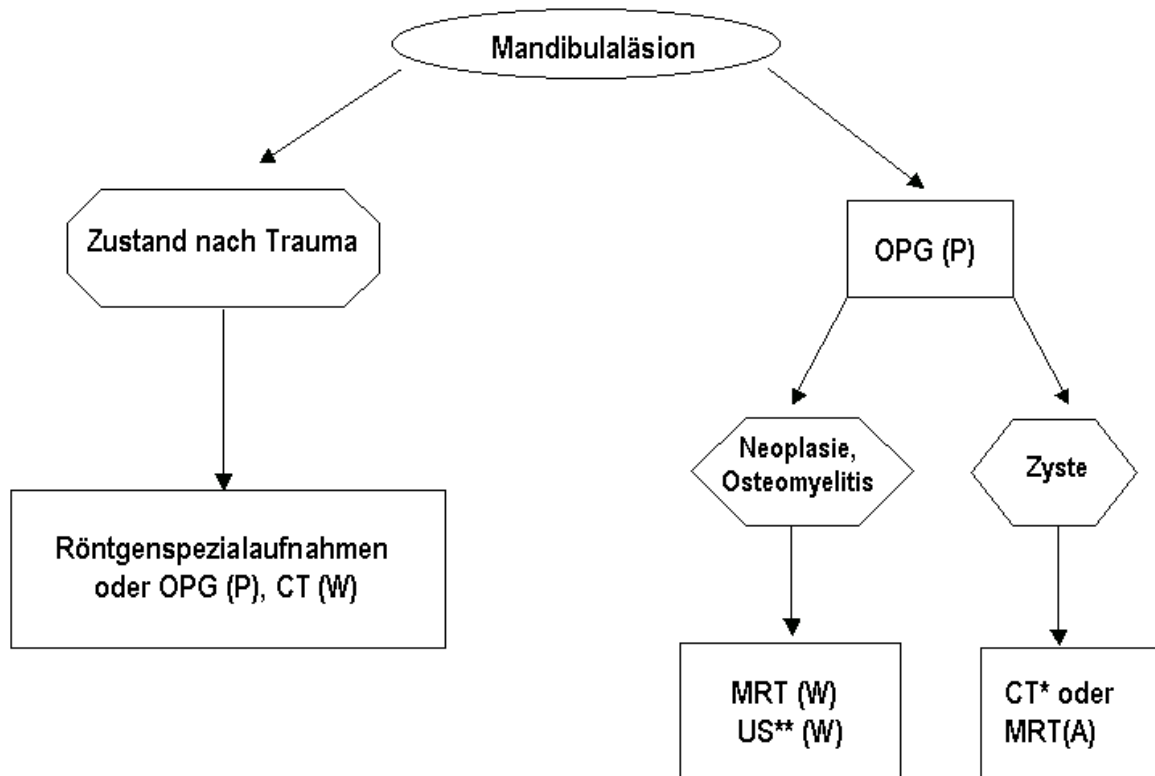 Mandibulaläsion
Zustand nach Trauma
OPG (P)
Neoplasie,
Osteomyelitis
Zyste
Röntgenspezialaufnahmen
oder OPG (P), CT (W)
MRT (W)
US** (W)
CT* oder
MRT(A)